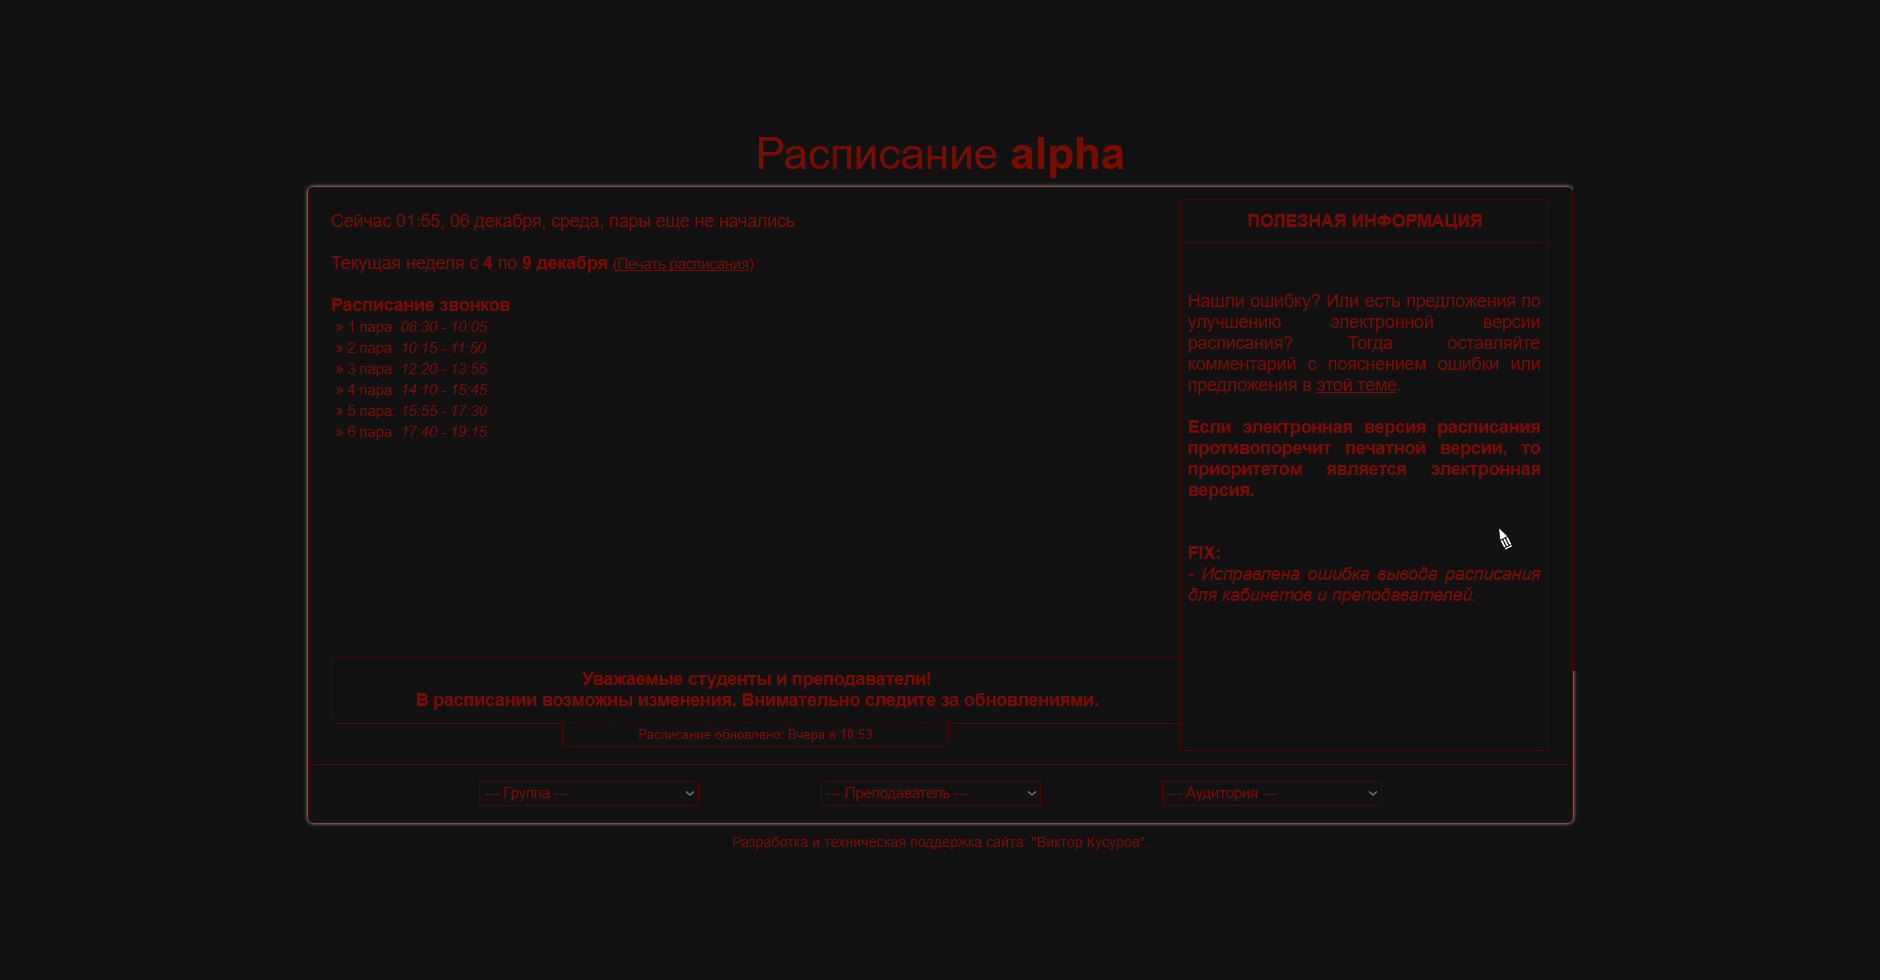 Расписание alpha
Сейчас 01:55, 06 декабря, среда, пары еще не начались
Текущая неделя с 4 по 9 декабря (Печать расписания)
Расписание звонков
» 1 пара: 08:30 - 10:05
» 2 пара: 10:15 - 11:50
» 3 пара: 12:20 - 13:55
» 4 пара: 14:10 - 15:45
» 5 пара: 15:55 - 17:30
» 6 пара: 17:40 - 19:15
ПОЛЕЗНАЯ ИНФОРМАЦИЯ
Нашли ошибку? Или есть предложения по
улучшению электронной версии
расписания? Тогда оставляйте
комментарий с пояснением ошибки или
предложения в этой теме.
Если электронная версия расписания
противопоречит печатной версии, то
приоритетом является электронная
версия.
FIX:
- Исправлена ошибка вывода расписания
для кабинетов и преподавателей.
Уважаемые студенты и преподаватели!
В расписании возможны изменения. Внимательно следите за обновлениями.
Расписание обновлено: Вчера в 10:53
--- Группа ---
--- Преподаватель ---
--- Аудитория ---
Разработка и техническая поддержка сайта: "Виктор Кусуров".